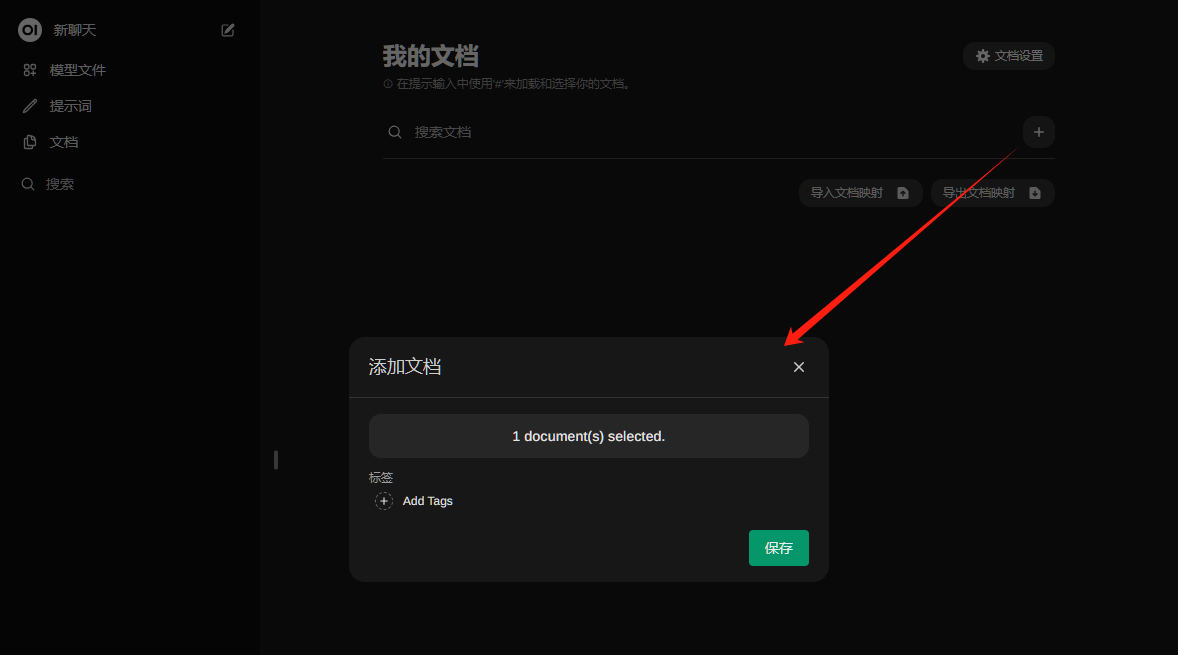 OI 新聊天
模型文件
提示词
文档
搜索
我的文档
文档设置
在提示输入中使用'#'来加载和选择你的文档。
搜索文档
导入文档映射
导出文档映射
添加文档
1 document(s) selected.
标签
Add Tags
保存